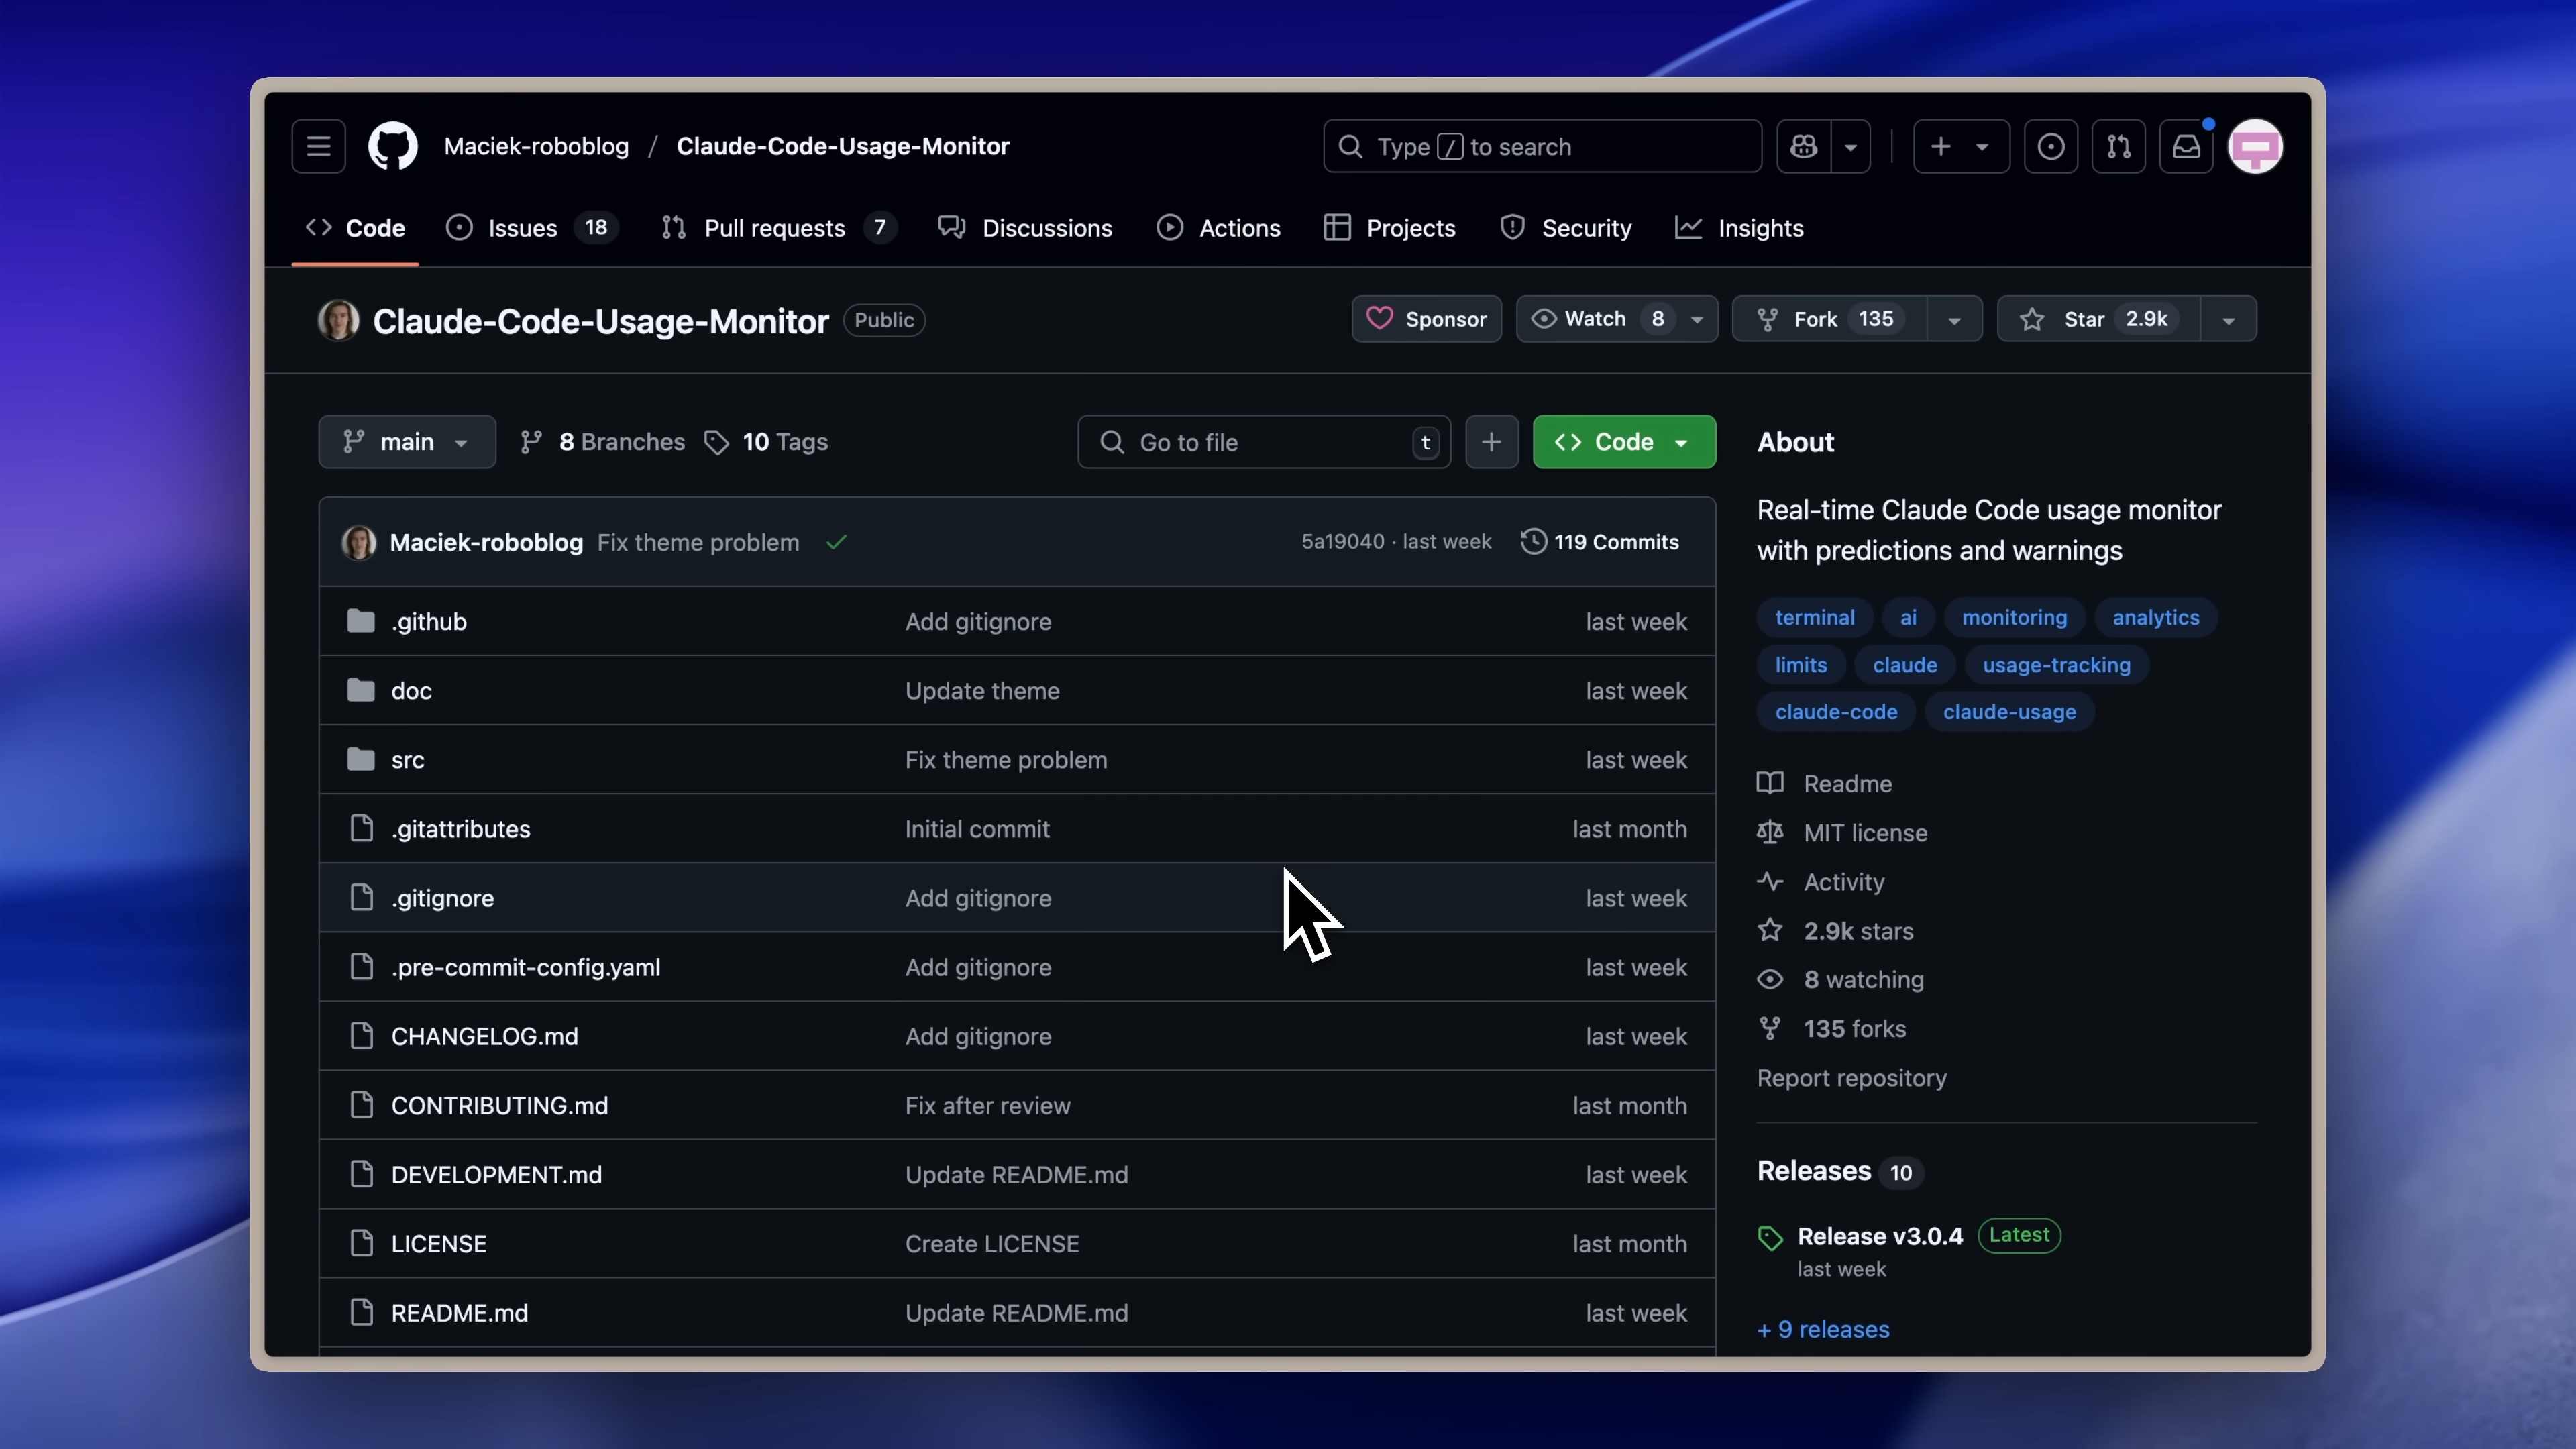 Maciek-roboblog / Claude-Code-Usage-Monitor
Type / to search
Code
Issues 18
Pull requests 7
Discussions
Actions
Projects
Security
Insights
Claude-Code-Usage-Monitor Public
Sponsor
Watch 8
Fork 135
Star 2.9k
main
8 Branches
10 Tags
Go to file t
Code
Maciek-roboblog Fix theme problem
5a19040 · last week
119 Commits
.github Add gitignore last week
doc Update theme last week
src Fix theme problem last week
.gitattributes Initial commit last month
.gitignore Add gitignore last week
.pre-commit-config.yaml Add gitignore last week
CHANGELOG.md Add gitignore last week
CONTRIBUTING.md Fix after review last month
DEVELOPMENT.md Update README.md last week
LICENSE Create LICENSE last month
README.md Update README.md last week
About
Real-time Claude Code usage monitor
with predictions and warnings
terminal ai monitoring analytics
limits claude usage-tracking
claude-code claude-usage
Readme
MIT license
Activity
2.9k stars
8 watching
135 forks
Report repository
Releases 10
Release v3.0.4 Latest
last week
+ 9 releases